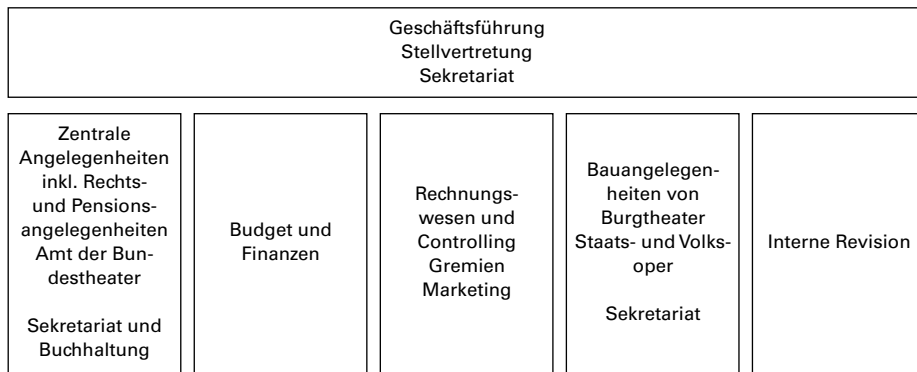 Geschäftsführung
Stellvertretung
Sekretariat
Zentrale
Angelegenheiten
inkl. Rechts-
und Pensions-
angelegenheiten
Amt der Bun-
destheater
Sekretariat und
Buchhaltung
Budget und
Finanzen
Rechnungs-
wesen und
Controlling
Gremien
Marketing
Bauangelegen-
heiten von
Burgtheater
Staats- und Volks-
oper
Sekretariat
Interne Revision